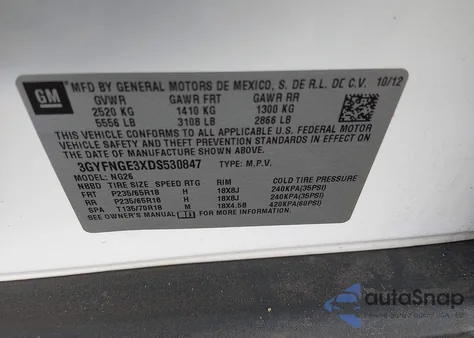 GM
MFD BY GENERAL MOTORS DE MEXICO, S. DE R.L. DE C.V. 10/12
GVWR GAWR FRT GAWR RR
2520 KG 1410 KG 1300 KG
5556 LB 3108 LB 2866 LB
THIS VEHICLE CONFORMS TO ALL APPLICABLE U.S. FEDERAL MOTOR
VEHICLE SAFETY AND THEFT PREVENTION STANDARDS IN EFFECT
ON THE DATE OF MANUFACTURE SHOWN ABOVE.
3GYFNGE3XDS530847 TYPE: M.P.V.
MODEL: NG26
NBBD TIRE SIZE SPEED RTG RIM COLD TIRE PRESSURE
FRT P235/65R18 H 18X8J 240KPA(35PSI)
RR P235/65R18 H 18X8J 240KPA(35PSI)
SPA T135/70R18 M 18X4.5B 420KPA(60PSI)
SEE OWNER'S MANUAL FOR MORE INFORMATION.
autoSnap